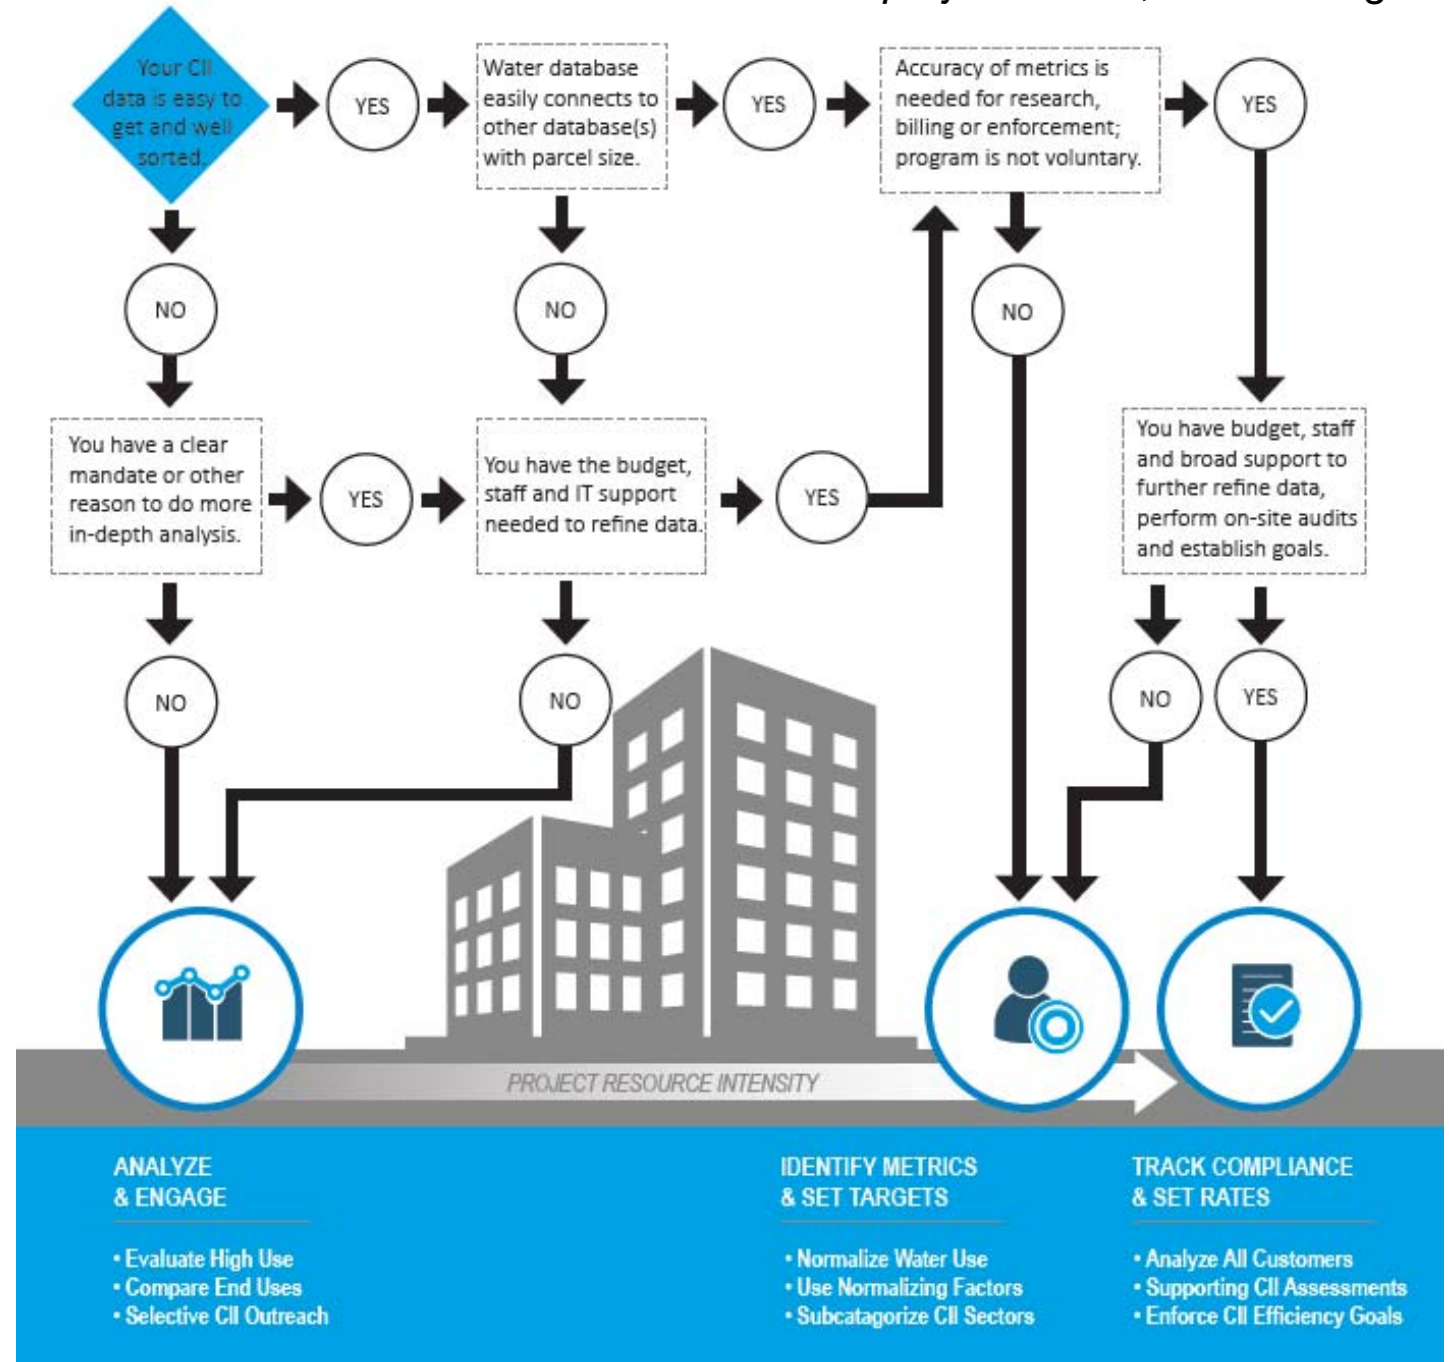 Your CII
data is easy to
get and well
sorted.
YES
Water database
easily connects to
other database(s)
with parcel size.
YES
Accuracy of metrics is
needed for research,
billing or enforcement;
program is not voluntary.
YES
NO
NO
NO
You have a clear
mandate or other
reason to do more
in-depth analysis.
YES
You have the budget,
staff and IT support
needed to refine data.
YES
You have budget, staff
and broad support to
further refine data,
perform on-site audits
and establish goals.
NO
NO
NO
YES
PROJECT RESOURCE INTENSITY
ANALYZE
& ENGAGE
• Evaluate High Use
• Compare End Uses
• Selective CII Outreach
IDENTIFY METRICS
& SET TARGETS
• Normalize Water Use
• Use Normalizing Factors
• Subcatagorize CII Sectors
TRACK COMPLIANCE
& SET RATES
• Analyze All Customers
• Supporting CII Assessments
• Enforce CII Efficiency Goals